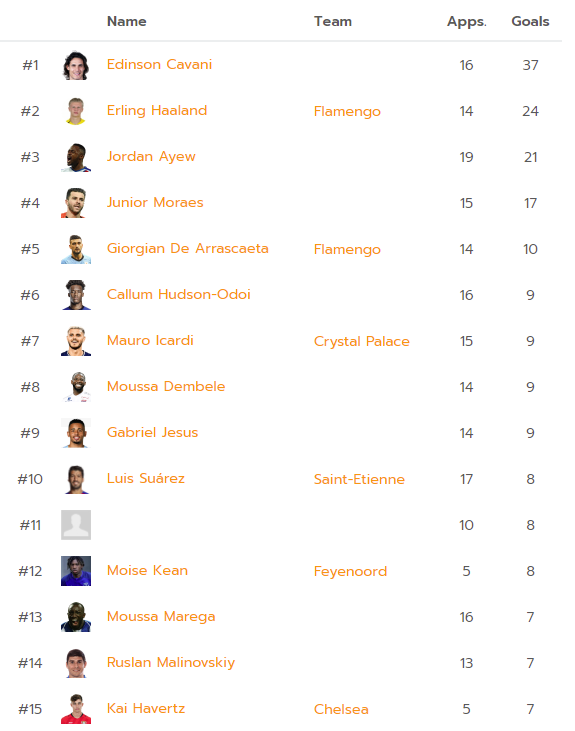 Name Team Apps. Goals
#1 Edinson Cavani 16 37
#2 Erling Haaland Flamengo 14 24
#3 Jordan Ayew 19 21
#4 Junior Moraes 15 17
#5 Giorgian De Arrascaeta Flamengo 14 10
#6 Callum Hudson-Odoi 16 9
#7 Mauro Icardi Crystal Palace 15 9
#8 Moussa Dembele 14 9
#9 Gabriel Jesus 14 9
#10 Luis Suárez Saint-Etienne 17 8
#11 10 8
#12 Moise Kean Feyenoord 5 8
#13 Moussa Marega 16 7
#14 Ruslan Malinovskiy 13 7
#15 Kai Havertz Chelsea 5 7